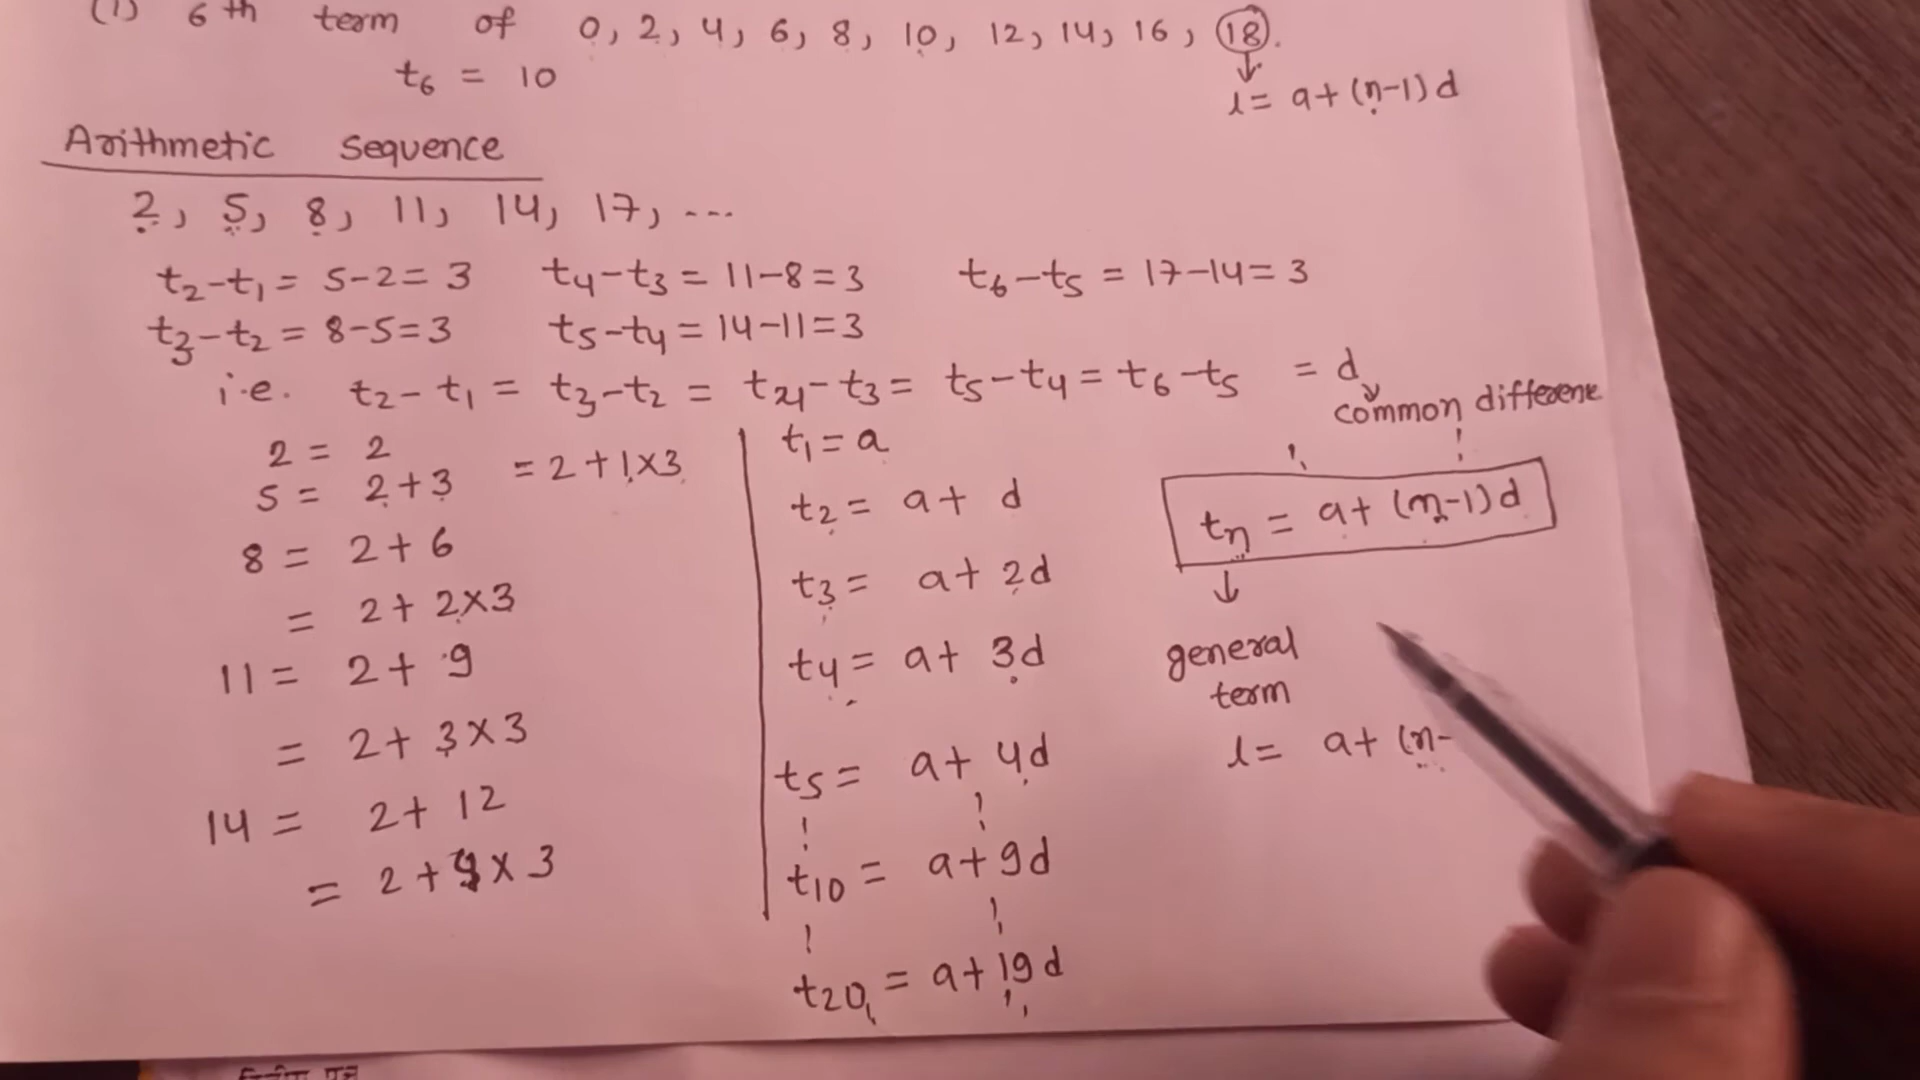 (1) 6th term of 0, 2, 4, 6, 8, 10, 12, 14, 16, 18.
t6 = 10
l = a+(n-1)d
Arithmetic sequence
2, 5, 8, 11, 14, 17, ...
t2-t1 = 5-2= 3 t4-t3 = 11-8=3 t6-t5 = 17-14= 3
t3-t2 = 8-5=3 t5-t4 = 14-11=3
i.e. t2-t1 = t3-t2 = t4-t3 = t5-t4 = t6-t5 = d
common difference
2 = 2
5 = 2+3 = 2+1×3
8 = 2+6
= 2+2×3
11 = 2+9
= 2+3×3
14 = 2+12
= 2+4×3
t1 = a
t2 = a+ d
t3 = a+ 2d
t4 = a+ 3d
t5 = a+ 4d
t10 = a+9d
t20 = a+19d
tn = a+(n-1)d
general
term
l = a+(n-